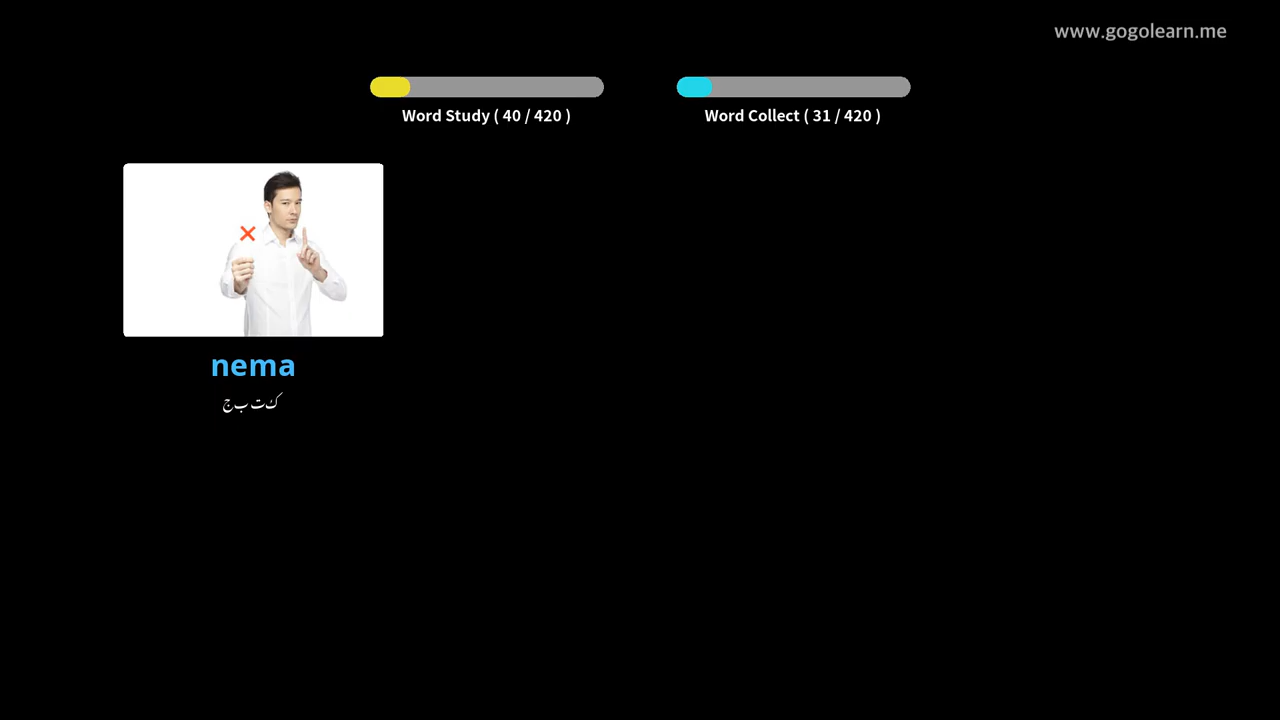 www.gogolearn.me
Word Study ( 40 / 420 )
Word Collect ( 31 / 420 )
nema
ک ت ب ج